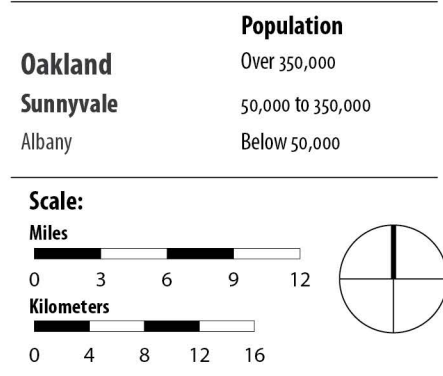 Population
Oakland Over 350,000
Sunnyvale 50,000 to 350,000
Albany Below 50,000
Scale:
Miles
0 3 6 9 12
Kilometers
0 4 8 12 16